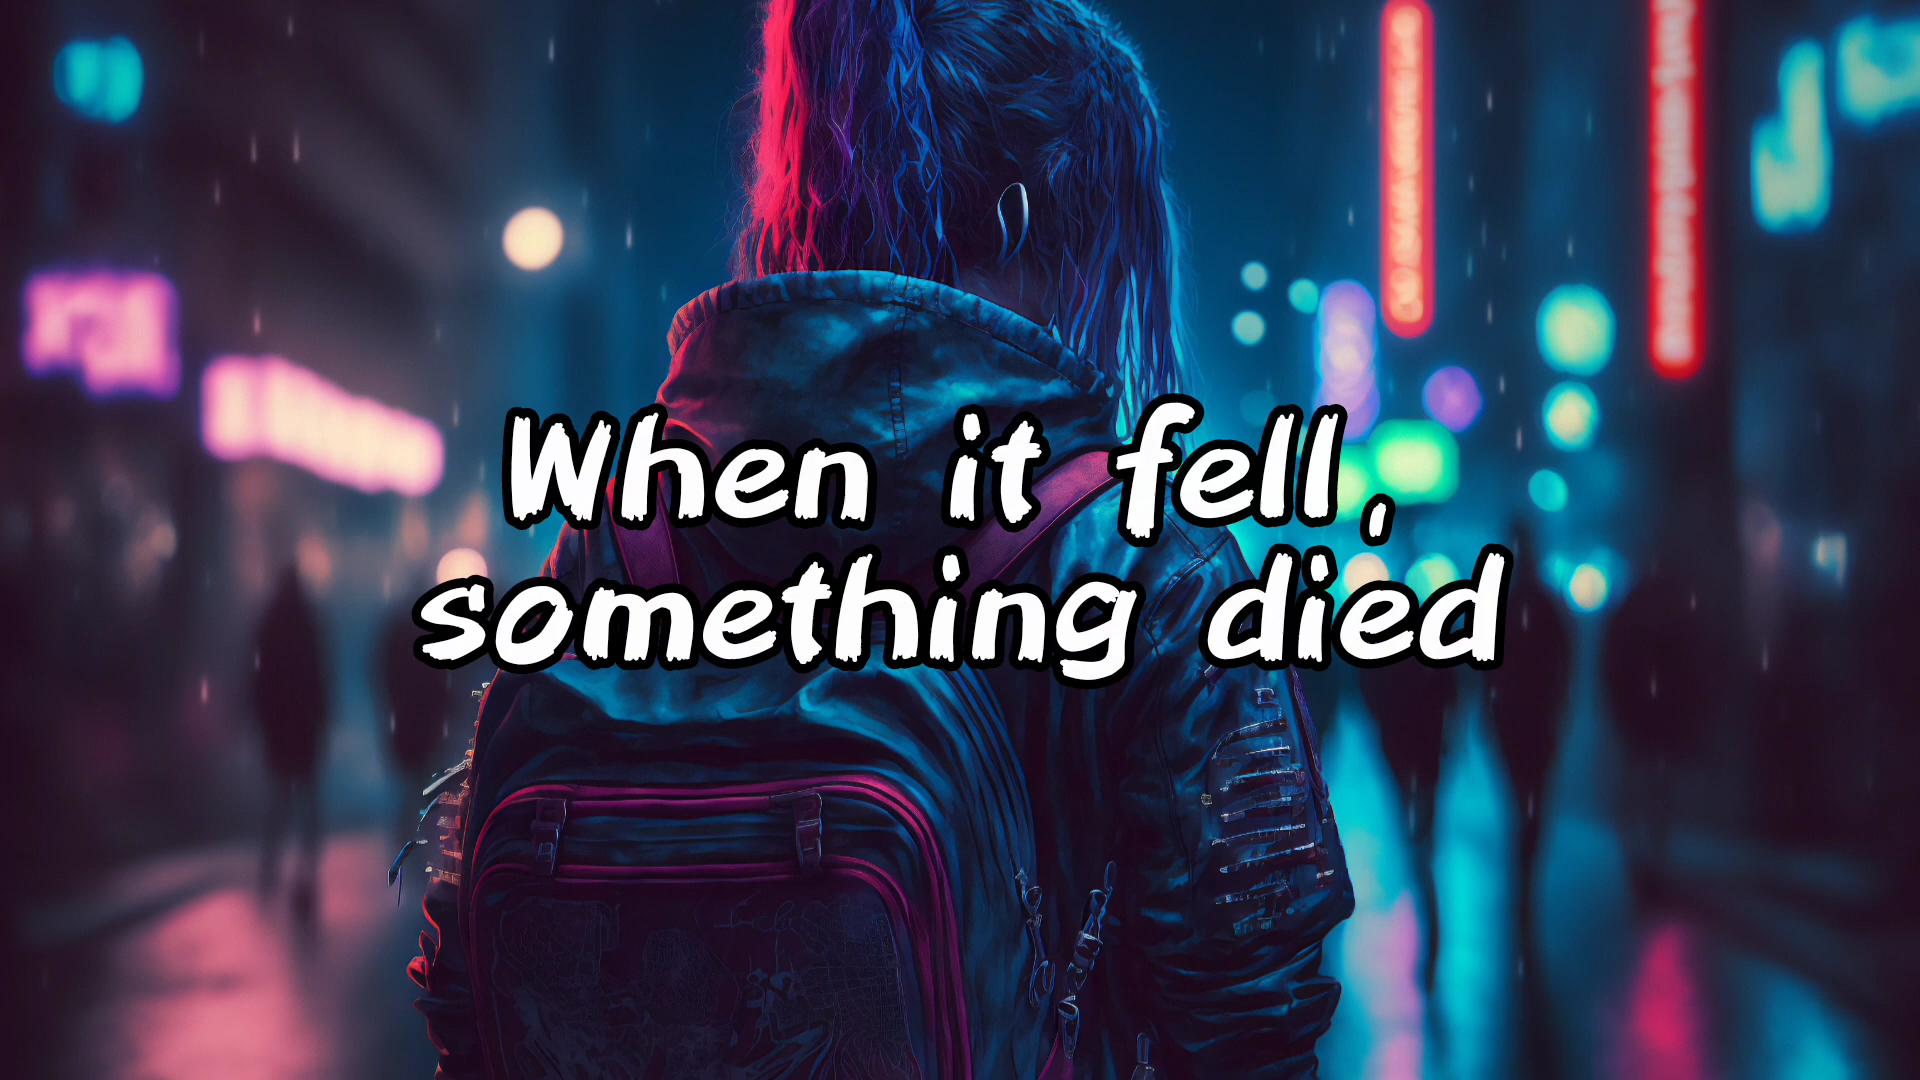 When it fell,
something died